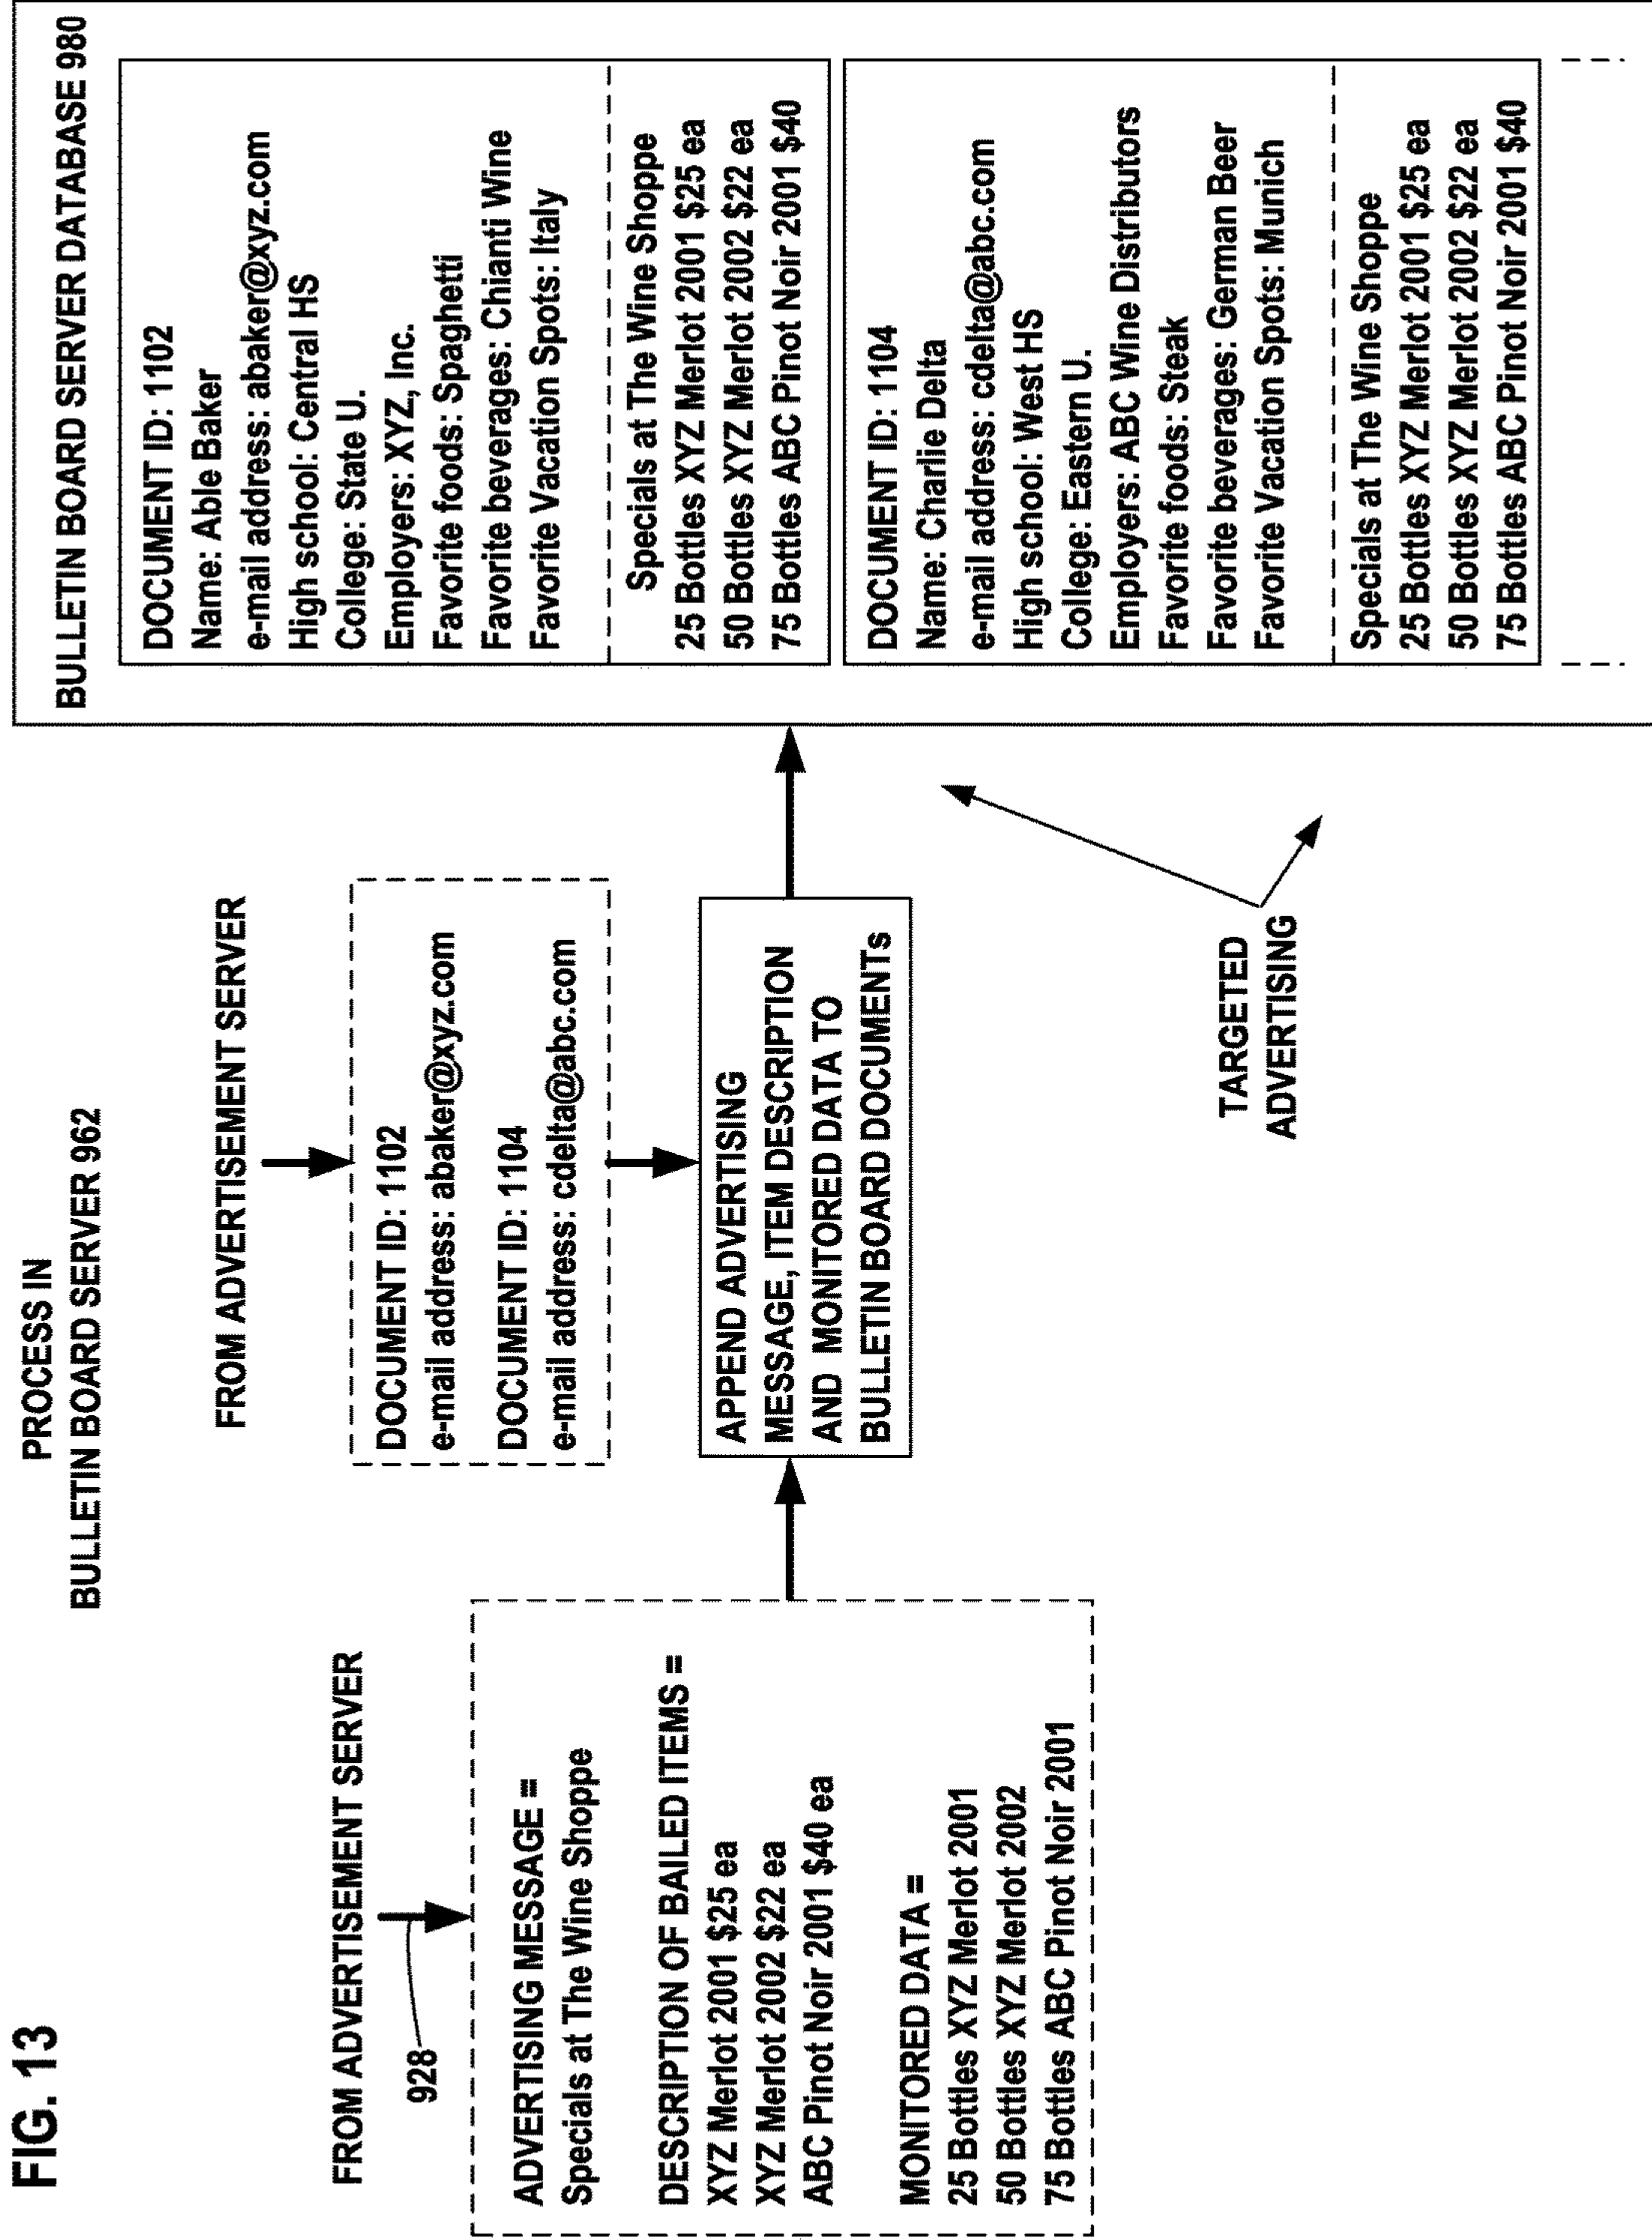 FIG. 13
PROCESS IN
BULLETIN BOARD SERVER 962
FROM ADVERTISEMENT SERVER
928
ADVERTISING MESSAGE =
Specials at The Wine Shoppe
DESCRIPTION OF BAILED ITEMS =
XYZ Merlot 2001 $25 ea
XYZ Merlot 2002 $22 ea
ABC Pinot Noir 2001 $40 ea
MONITORED DATA =
25 Bottles XYZ Merlot 2001
50 Bottles XYZ Merlot 2002
75 Bottles ABC Pinot Noir 2001
FROM ADVERTISEMENT SERVER
DOCUMENT ID: 1102
e-mail address: abaker@xyz.com
DOCUMENT ID: 1104
e-mail address: cdelta@abc.com
APPEND ADVERTISING
MESSAGE, ITEM DESCRIPTION
AND MONITORED DATA TO
BULLETIN BOARD DOCUMENTs
TARGETED
ADVERTISING
BULLETIN BOARD SERVER DATABASE 980
DOCUMENT ID: 1102
Name: Able Baker
e-mail address: abaker@xyz.com
High school: Central HS
College: State U.
Employers: XYZ, Inc.
Favorite foods: Spaghetti
Favorite beverages: Chianti Wine
Favorite Vacation Spots: Italy
Specials at The Wine Shoppe
25 Bottles XYZ Merlot 2001 $25 ea
50 Bottles XYZ Merlot 2002 $22 ea
75 Bottles ABC Pinot Noir 2001 $40
DOCUMENT ID: 1104
Name: Charlie Delta
e-mail address: cdelta@abc.com
High school: West HS
College: Eastern U.
Employers: ABC Wine Distributors
Favorite foods: Steak
Favorite beverages: German Beer
Favorite Vacation Spots: Munich
Specials at The Wine Shoppe
25 Bottles XYZ Merlot 2001 $25 ea
50 Bottles XYZ Merlot 2002 $22 ea
75 Bottles ABC Pinot Noir 2001 $40